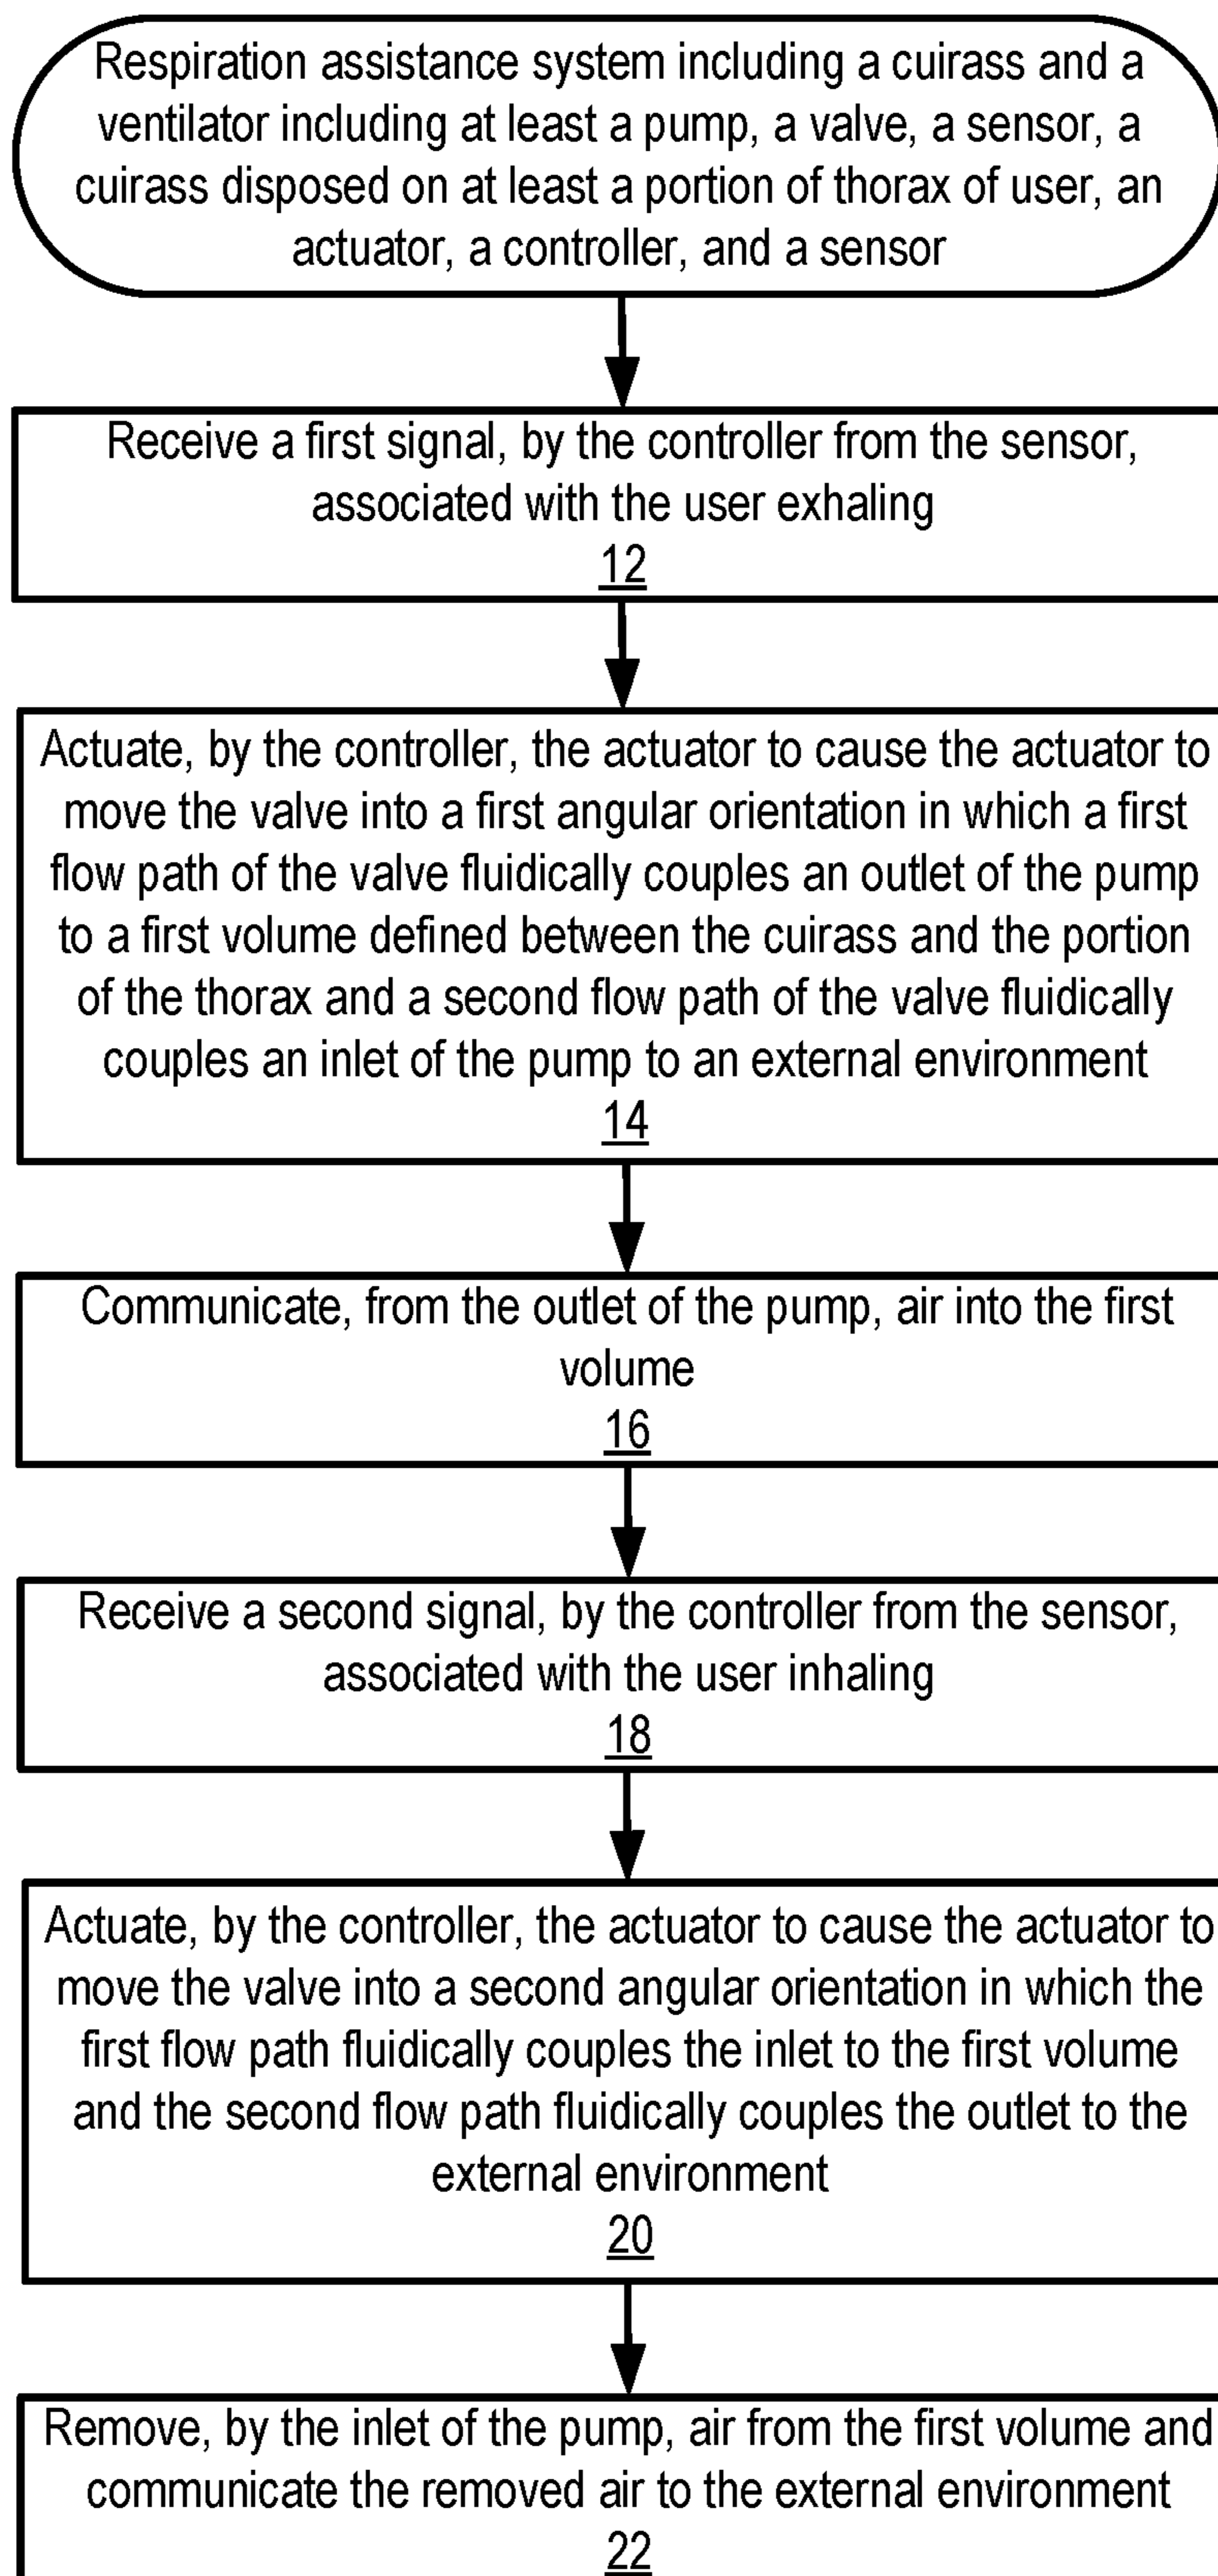 Respiration assistance system including a cuirass and a
ventilator including at least a pump, a valve, a sensor, a
cuirass disposed on at least a portion of thorax of user, an
actuator, a controller, and a sensor
Receive a first signal, by the controller from the sensor,
associated with the user exhaling
12
Actuate, by the controller, the actuator to cause the actuator to
move the valve into a first angular orientation in which a first
flow path of the valve fluidically couples an outlet of the pump
to a first volume defined between the cuirass and the portion
of the thorax and a second flow path of the valve fluidically
couples an inlet of the pump to an external environment
14
Communicate, from the outlet of the pump, air into the first
volume
16
Receive a second signal, by the controller from the sensor,
associated with the user inhaling
18
Actuate, by the controller, the actuator to cause the actuator to
move the valve into a second angular orientation in which the
first flow path fluidically couples the inlet to the first volume
and the second flow path fluidically couples the outlet to the
external environment
20
Remove, by the inlet of the pump, air from the first volume and
communicate the removed air to the external environment
22